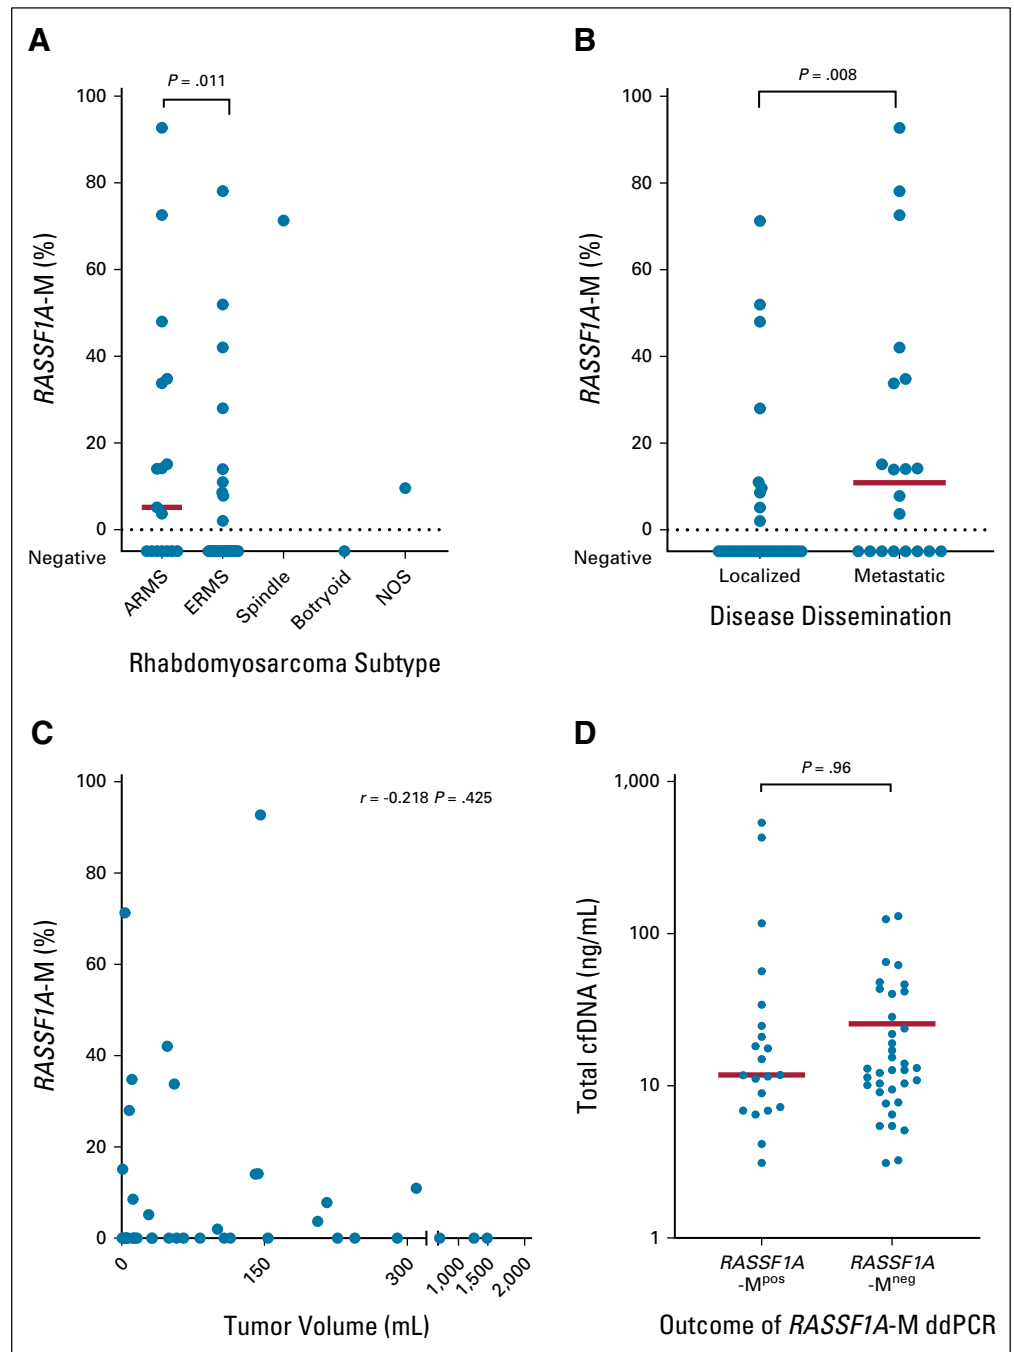 A
P = .011
RASSF1A-M (%)
100
80
60
40
20
0
Negative
ARMS
ERMS
Spindle
Botryoid
NOS
Rhabdomyosarcoma Subtype
B
P = .008
RASSF1A-M (%)
100
80
60
40
20
0
Negative
Localized
Metastatic
Disease Dissemination
C
r = -0.218 P = .425
RASSF1A-M (%)
100
80
60
40
20
0
0
150
300
1,000
1,500
2,000
Tumor Volume (mL)
D
P = .96
Total cfDNA (ng/mL)
1,000
100
10
1
RASSF1A
-Mpos
RASSF1A
-Mneg
Outcome of RASSF1A-M ddPCR